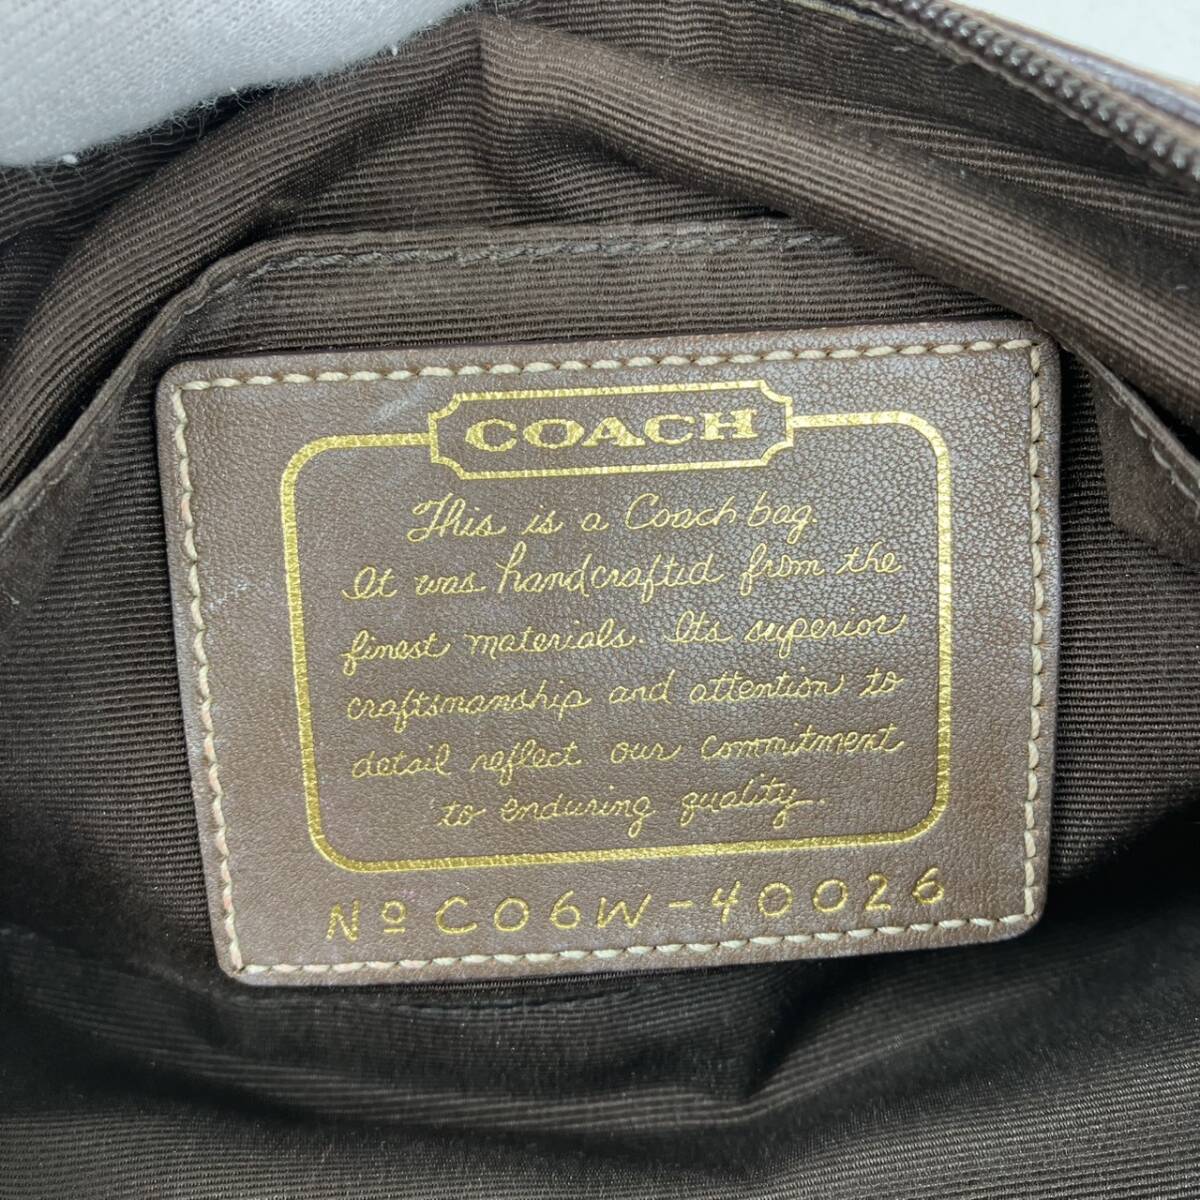 COACH
This is a Coach bag.
It was handcrafted from the
finest materials. Its superior
craftsmanship and attention to
detail reflect our commitment
to enduring quality.
Nº C06W-40026